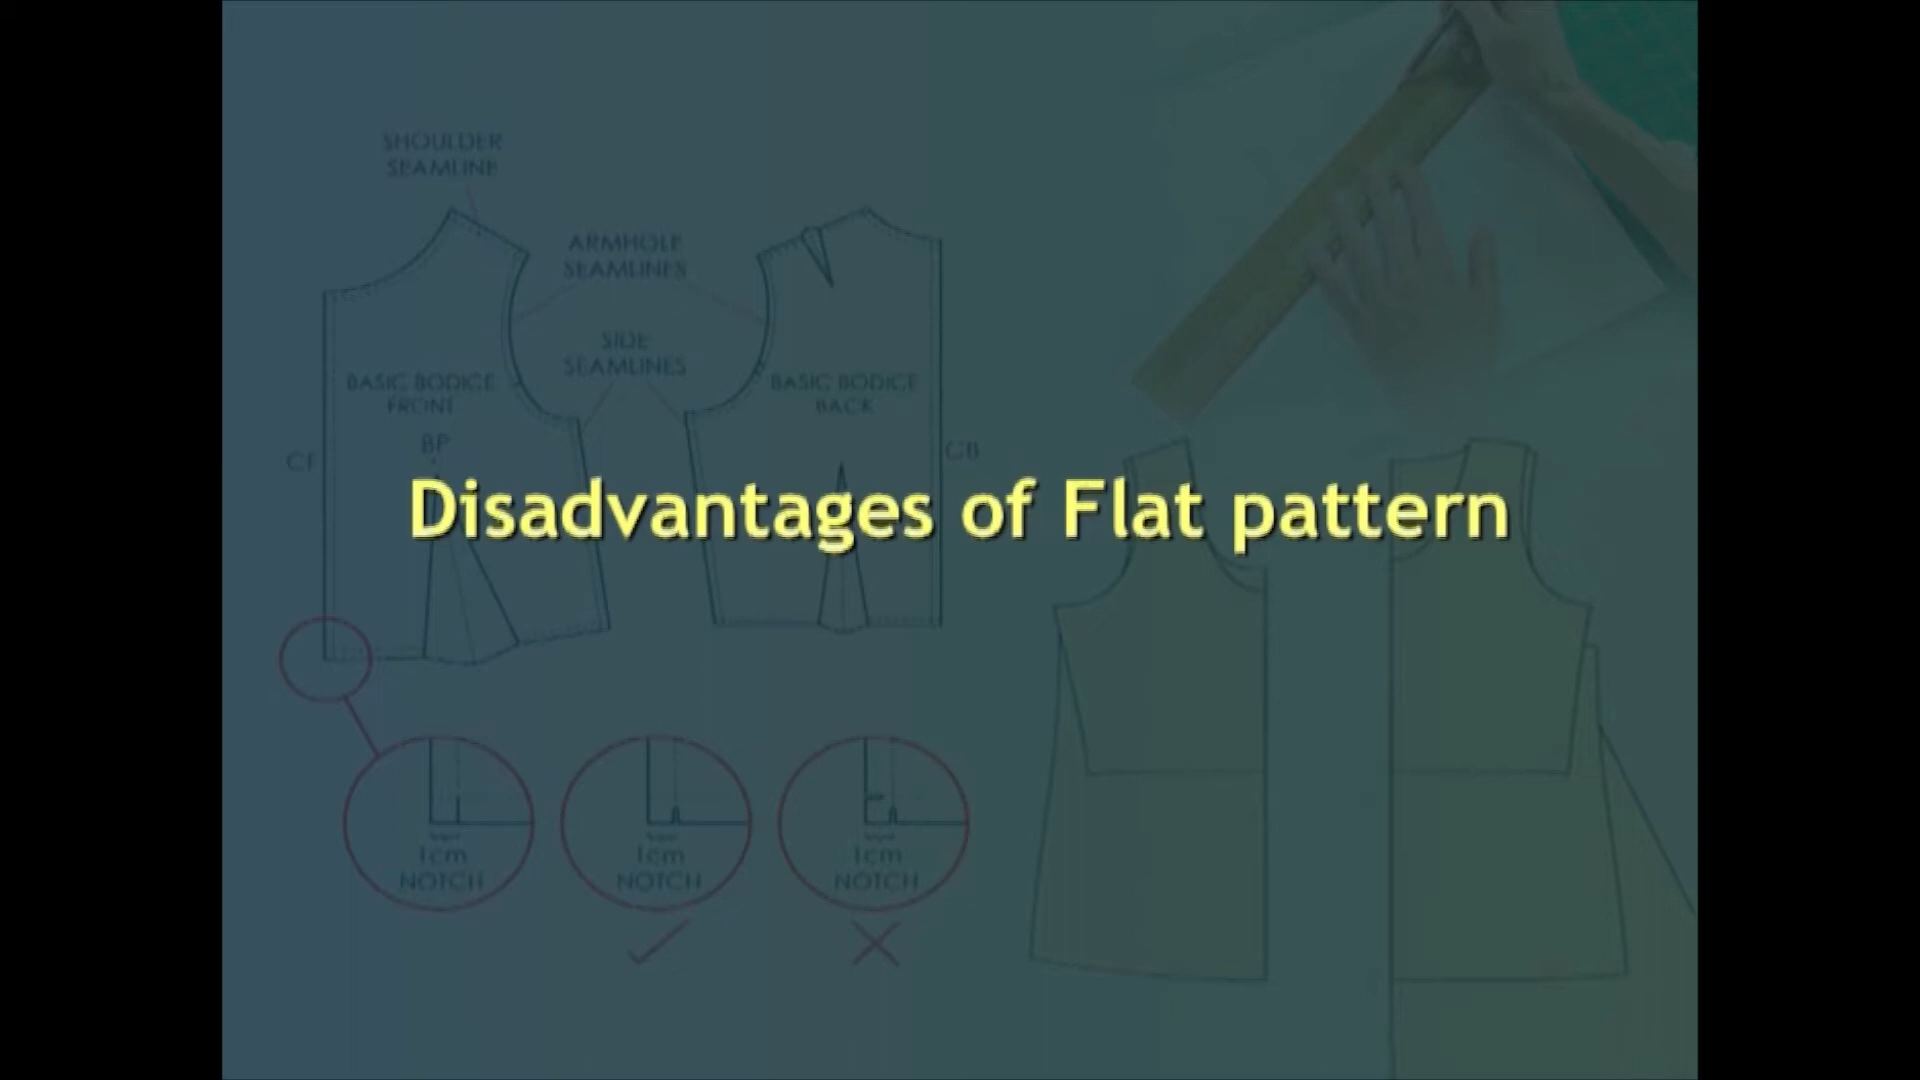 SHOULDER
SEAMLINE
ARMHOLE
SEAMLINES
SIDE
SEAMLINES
BASIC BODICE
FRONT
BASIC BODICE
BACK
BP
CF
CB
Disadvantages of Flat pattern
1cm
NOTCH
1cm
NOTCH
1cm
NOTCH